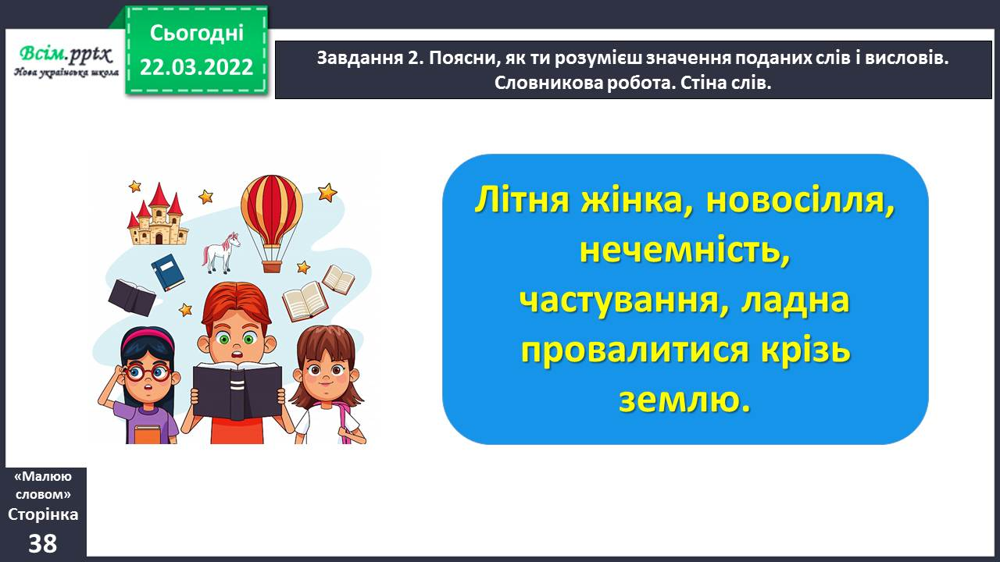 Всім.pptx
Нова українська школа
Сьогодні
22.03.2022
Завдання 2. Поясни, як ти розумієш значення поданих слів і висловів.
Словникова робота. Стіна слів.
Літня жінка, новосілля,
нечемність,
частування, ладна
провалитися крізь
землю.
«Малюю
словом»
Сторінка
38